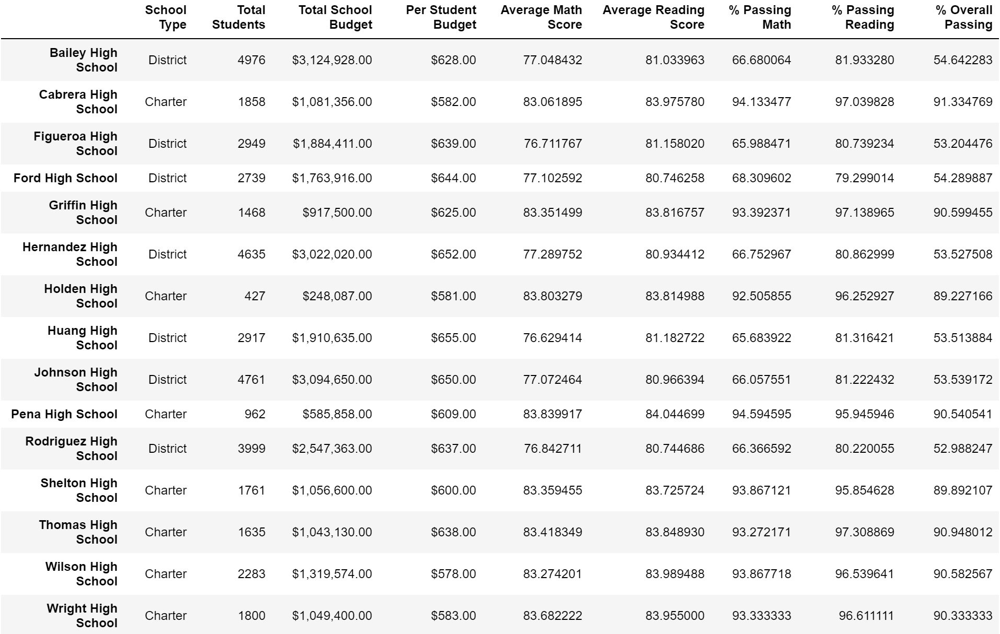 School Type Total Students Total School Budget Per Student Budget Average Math Score Average Reading Score % Passing Math % Passing Reading % Overall Passing
Bailey High School District 4976 $3,124,928.00 $628.00 77.048432 81.033963 66.680064 81.933280 54.642283
Cabrera High School Charter 1858 $1,081,356.00 $582.00 83.061895 83.975780 94.133477 97.039828 91.334769
Figueroa High School District 2949 $1,884,411.00 $639.00 76.711767 81.158020 65.988471 80.739234 53.204476
Ford High School District 2739 $1,763,916.00 $644.00 77.102592 80.746258 68.309602 79.299014 54.289887
Griffin High School Charter 1468 $917,500.00 $625.00 83.351499 83.816757 93.392371 97.138965 90.599455
Hernandez High School District 4635 $3,022,020.00 $652.00 77.289752 80.934412 66.752967 80.862999 53.527508
Holden High School Charter 427 $248,087.00 $581.00 83.803279 83.814988 92.505855 96.252927 89.227166
Huang High School District 2917 $1,910,635.00 $655.00 76.629414 81.182722 65.683922 81.316421 53.513884
Johnson High School District 4761 $3,094,650.00 $650.00 77.072464 80.966394 66.057551 81.222432 53.539172
Pena High School Charter 962 $585,858.00 $609.00 83.839917 84.044699 94.594595 95.945946 90.540541
Rodriguez High School District 3999 $2,547,363.00 $637.00 76.842711 80.744686 66.366592 80.220055 52.988247
Shelton High School Charter 1761 $1,056,600.00 $600.00 83.359455 83.725724 93.867121 95.854628 89.892107
Thomas High School Charter 1635 $1,043,130.00 $638.00 83.418349 83.848930 93.272171 97.308869 90.948012
Wilson High School Charter 2283 $1,319,574.00 $578.00 83.274201 83.989488 93.867718 96.539641 90.582567
Wright High School Charter 1800 $1,049,400.00 $583.00 83.682222 83.955000 93.333333 96.611111 90.333333